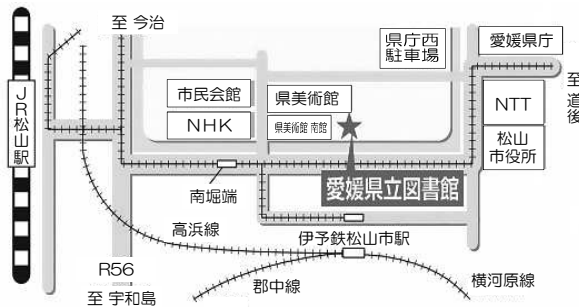 至 今治
県庁西
駐車場
愛媛県庁
至 道後
JR松山駅
市民会館
県美術館
NTT
NHK
県美術館 南館
松山
市役所
南堀端
愛媛県立図書館
高浜線
伊予鉄松山市駅
R56
郡中線
横河原線
至 宇和島